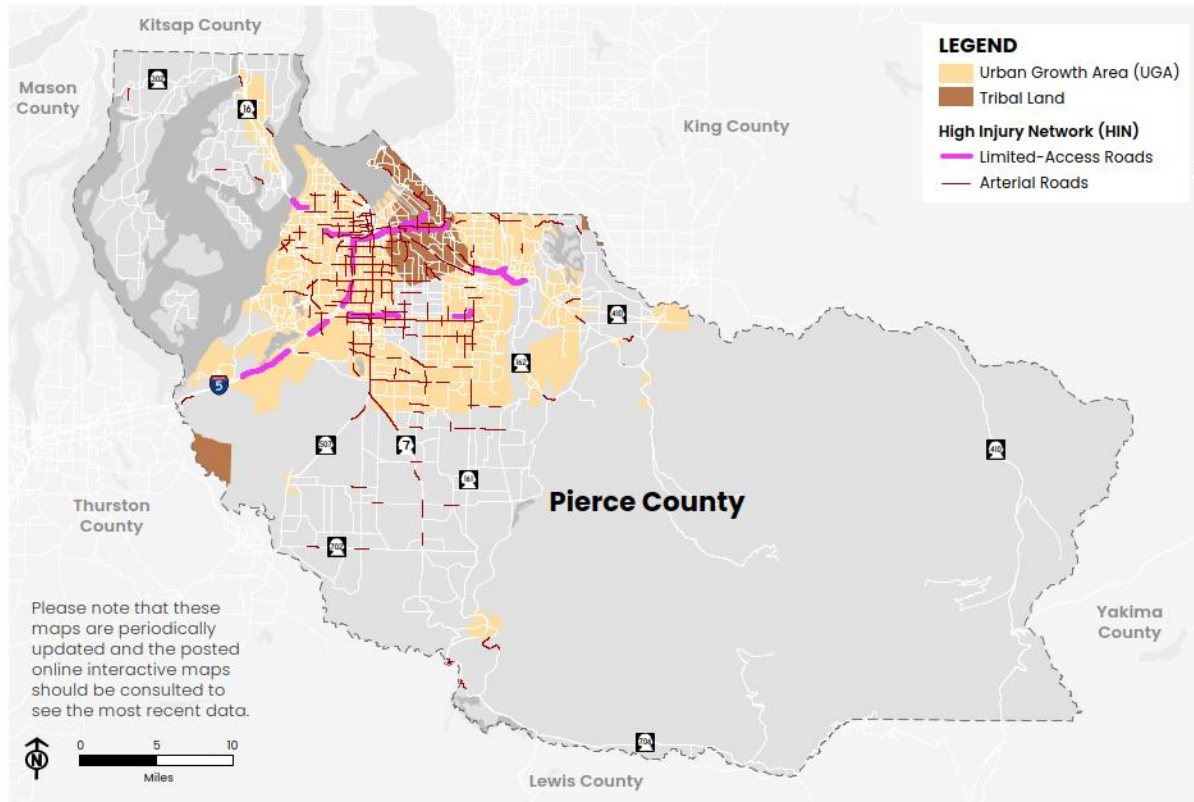 Kitsap County
Mason
County
King County
LEGEND
Urban Growth Area (UGA)
Tribal Land
High Injury Network (HIN)
Limited-Access Roads
Arterial Roads
302
16
410
162
5
507
7
161
410
Pierce County
Thurston
County
702
Yakima
County
Please note that these
maps are periodically
updated and the posted
online interactive maps
should be consulted to
see the most recent data.
N
0 5 10
Miles
706
Lewis County